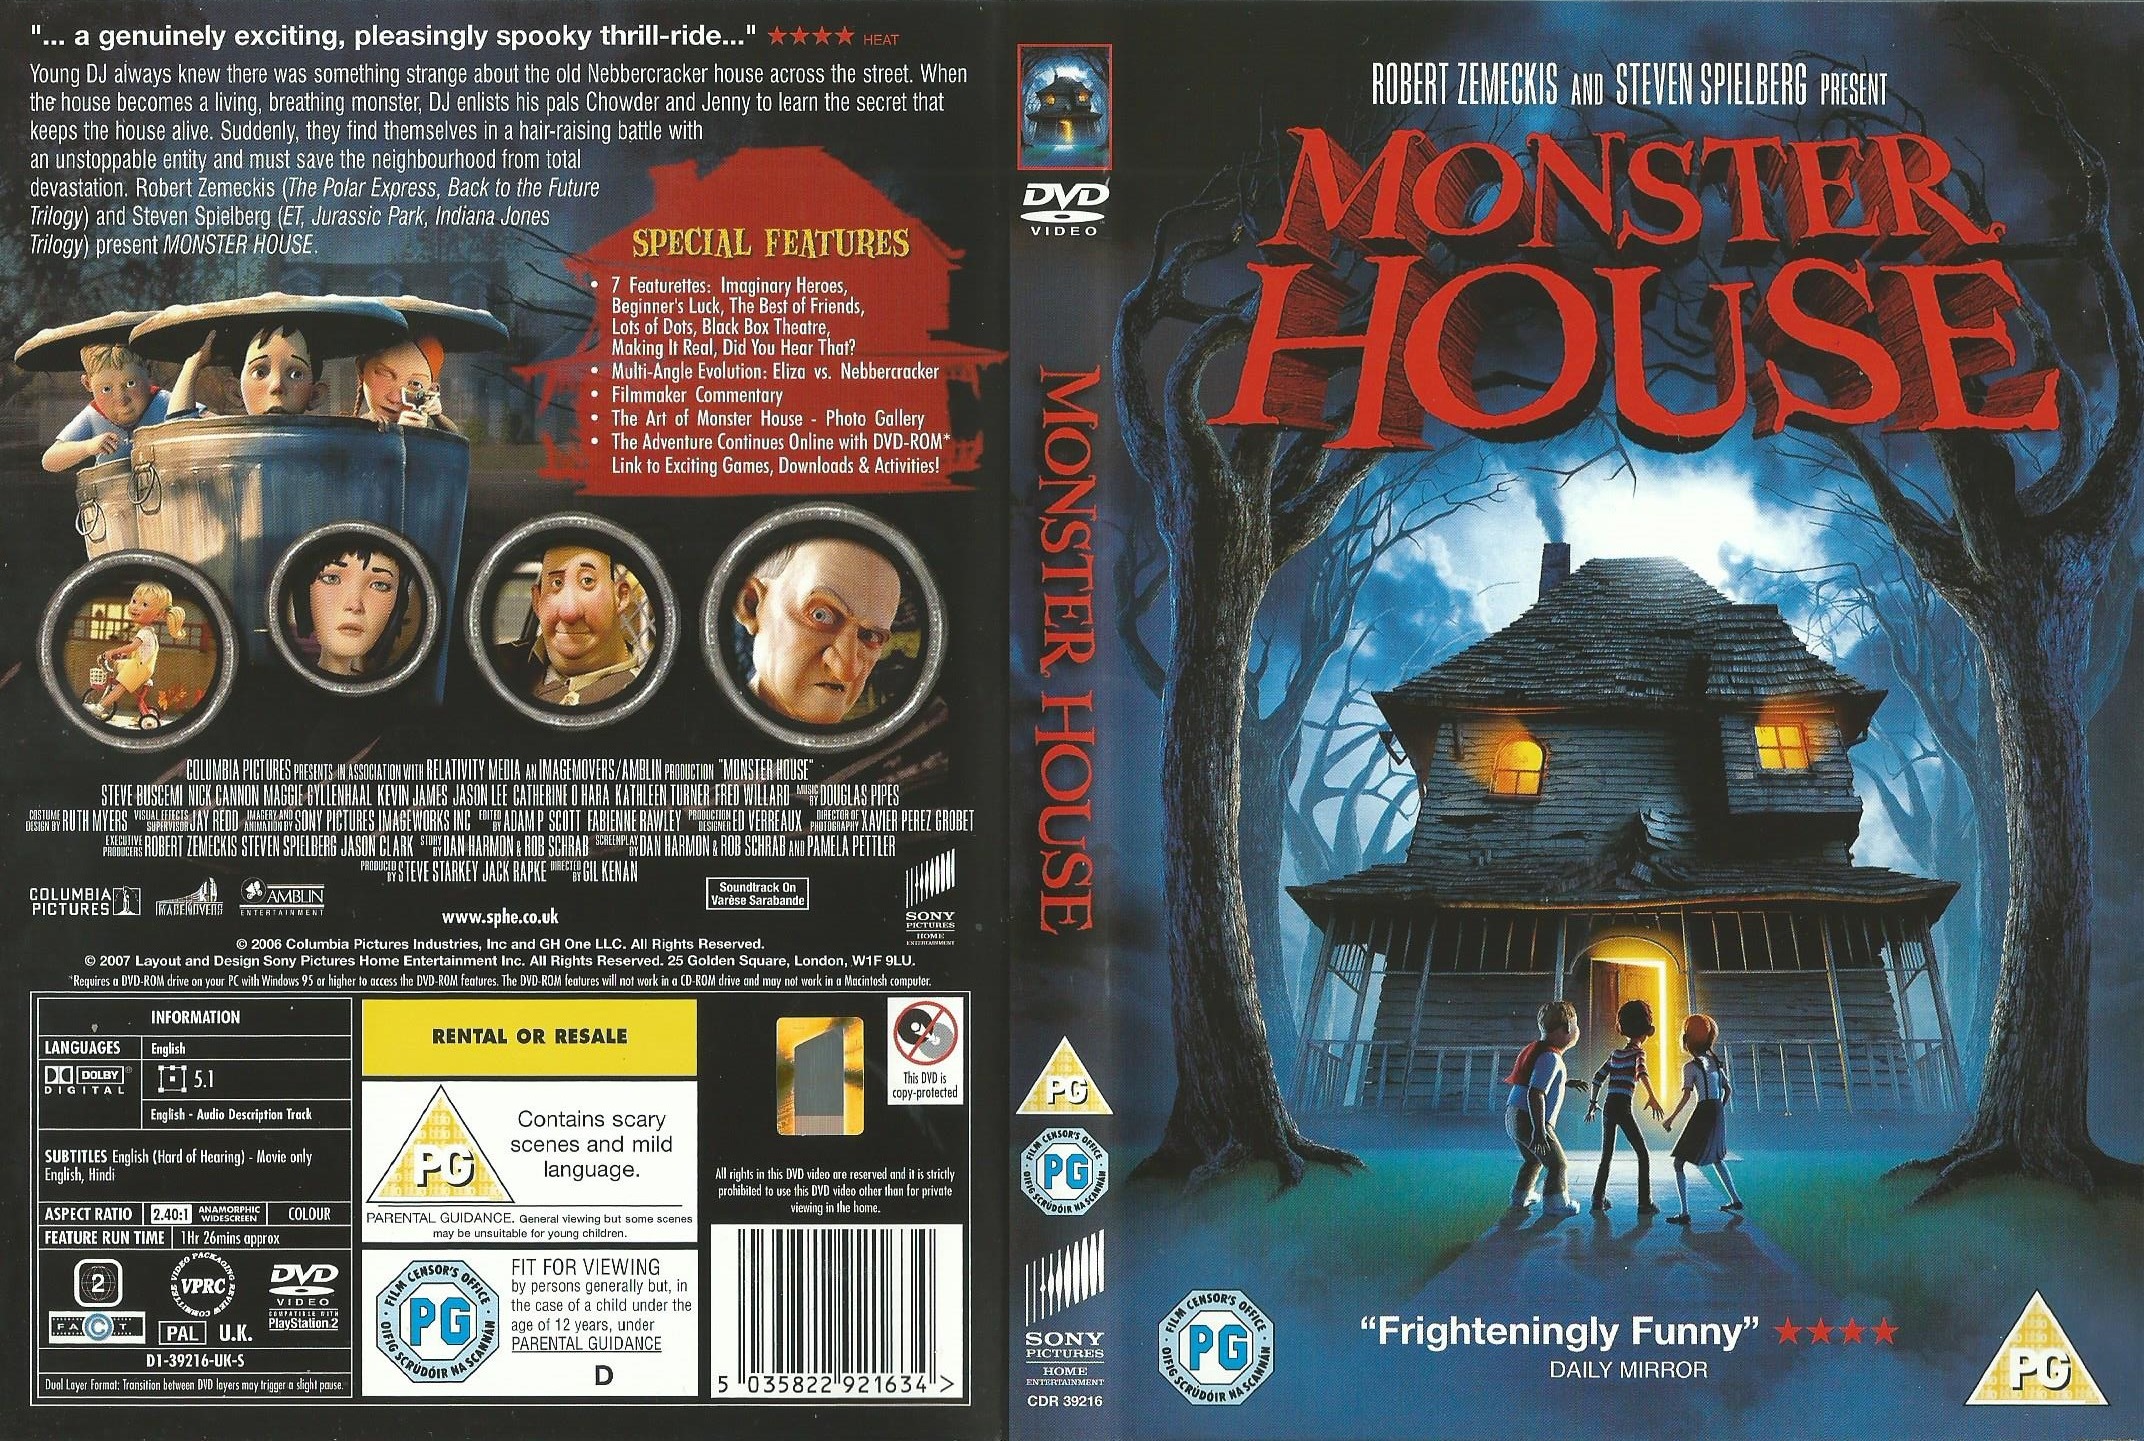 "... a genuinely exciting, pleasingly spooky thrill-ride..." ★★★★ HEAT
Young DJ always knew there was something strange about the old Nebbercracker house across the street. When
the house becomes a living, breathing monster, DJ enlists his pals Chowder and Jenny to learn the secret that
keeps the house alive. Suddenly, they find themselves in a hair-raising battle with
an unstoppable entity and must save the neighbourhood from total
devastation. Robert Zemeckis (The Polar Express, Back to the Future
Trilogy) and Steven Spielberg (ET, Jurassic Park, Indiana Jones
Trilogy) present MONSTER HOUSE.
SPECIAL FEATURES
• 7 Featurettes: Imaginary Heroes,
Beginner's Luck, The Best of Friends,
Lots of Dots, Black Box Theatre,
Making It Real, Did You Hear That?
• Multi-Angle Evolution: Eliza vs. Nebbercracker
• Filmmaker Commentary
• The Art of Monster House - Photo Gallery
• The Adventure Continues Online with DVD-ROM*
Link to Exciting Games, Downloads & Activities!
COLUMBIA PICTURES PRESENTS IN ASSOCIATION WITH RELATIVITY MEDIA AN IMAGEMOVERS/AMBLIN PRODUCTION "MONSTER HOUSE"
STEVE BUSCEMI NICK CANNON MAGGIE GYLLENHAAL KEVIN JAMES JASON LEE CATHERINE O'HARA KATHLEEN TURNER FRED WILLARD MUSIC BY DOUGLAS PIPES
COSTUME DESIGN BY RUTH MYERS VISUAL EFFECTS SUPERVISOR JAY REDD IMAGERY AND ANIMATION BY SONY PICTURES IMAGEWORKS INC EDITED BY ADAM P SCOTT FABIENNE RAWLEY PRODUCTION DESIGNER ED VERREAUX DIRECTOR OF PHOTOGRAPHY XAVIER PEREZ GROBET
EXECUTIVE PRODUCERS ROBERT ZEMECKIS STEVEN SPIELBERG JASON CLARK STORY BY DAN HARMON & ROB SCHRAB SCREENPLAY BY DAN HARMON & ROB SCHRAB AND PAMELA PETTLER
PRODUCED BY STEVE STARKEY JACK RAPKE DIRECTED BY GIL KENAN
COLUMBIA
PICTURES
IMAGEMOVERS
AMBLIN
ENTERTAINMENT
www.sphe.co.uk
Soundtrack On
Varèse Sarabande
SONY
PICTURES
HOME
ENTERTAINMENT
© 2006 Columbia Pictures Industries, Inc and GH One LLC. All Rights Reserved.
© 2007 Layout and Design Sony Pictures Home Entertainment Inc. All Rights Reserved. 25 Golden Square, London, W1F 9LU.
*Requires a DVD-ROM drive on your PC with Windows 95 or higher to access the DVD-ROM features. The DVD-ROM features will not work in a CD-ROM drive and may not work in a Macintosh computer.
INFORMATION
LANGUAGES English
DOLBY
DIGITAL
5.1
English - Audio Description Track
SUBTITLES English (Hard of Hearing) - Movie only
English, Hindi
ASPECT RATIO 2.40:1 ANAMORPHIC WIDESCREEN COLOUR
FEATURE RUN TIME 1Hr 26mins approx
2
FACT
VIDEO PACKAGING REVIEW COMMITTEE
VPRC
PAL U.K.
DVD
VIDEO
COMPATIBLE WITH
PlayStation.2
D1-39216-UK-S
Dual Layer Format: Transition between DVD layers may trigger a slight pause.
RENTAL OR RESALE
PG
Contains scary
scenes and mild
language.
PARENTAL GUIDANCE. General viewing but some scenes
may be unsuitable for young children.
FILM CENSOR'S OFFICE
PG
OIFIG SCRÚDÓIR NA SCANNÁN
FIT FOR VIEWING
by persons generally but, in
the case of a child under the
age of 12 years, under
PARENTAL GUIDANCE
D
This DVD is
copy-protected
All rights in this DVD video are reserved and it is strictly
prohibited to use this DVD video other than for private
viewing in the home.
5 035822 921634 >
DVD
VIDEO
MONSTER HOUSE
PG
FILM CENSOR'S OFFICE
PG
OIFIG SCRÚDÓIR NA SCANNÁN
SONY
PICTURES
HOME
ENTERTAINMENT
CDR 39216
ROBERT ZEMECKIS AND STEVEN SPIELBERG PRESENT
MONSTER
HOUSE
FILM CENSOR'S OFFICE
PG
OIFIG SCRÚDÓIR NA SCANNÁN
“Frighteningly Funny” ★★★★
DAILY MIRROR
PG